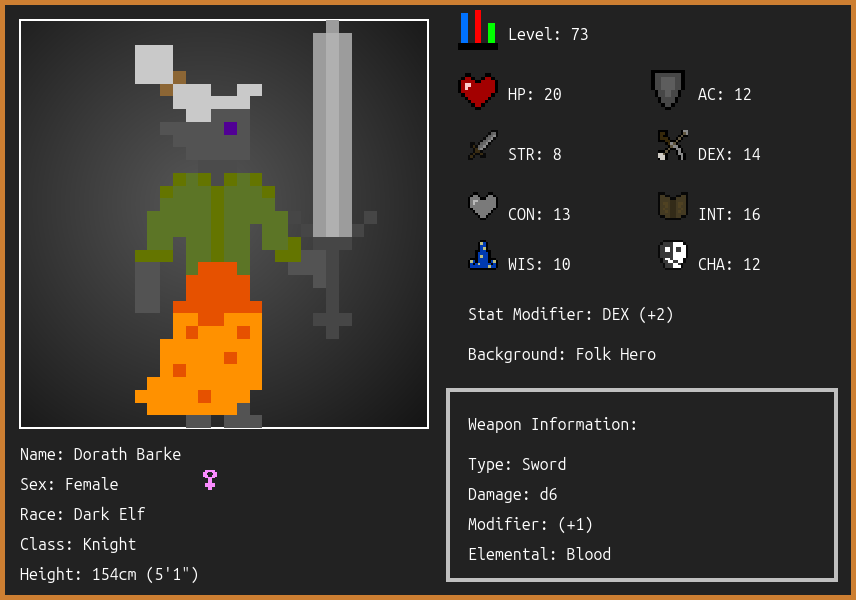 Level: 73
HP: 20
AC: 12
STR: 8
DEX: 14
CON: 13
INT: 16
WIS: 10
CHA: 12
Stat Modifier: DEX (+2)
Background: Folk Hero
Weapon Information:
Type: Sword
Damage: d6
Modifier: (+1)
Elemental: Blood
Name: Dorath Barke
Sex: Female
Race: Dark Elf
Class: Knight
Height: 154cm (5'1")